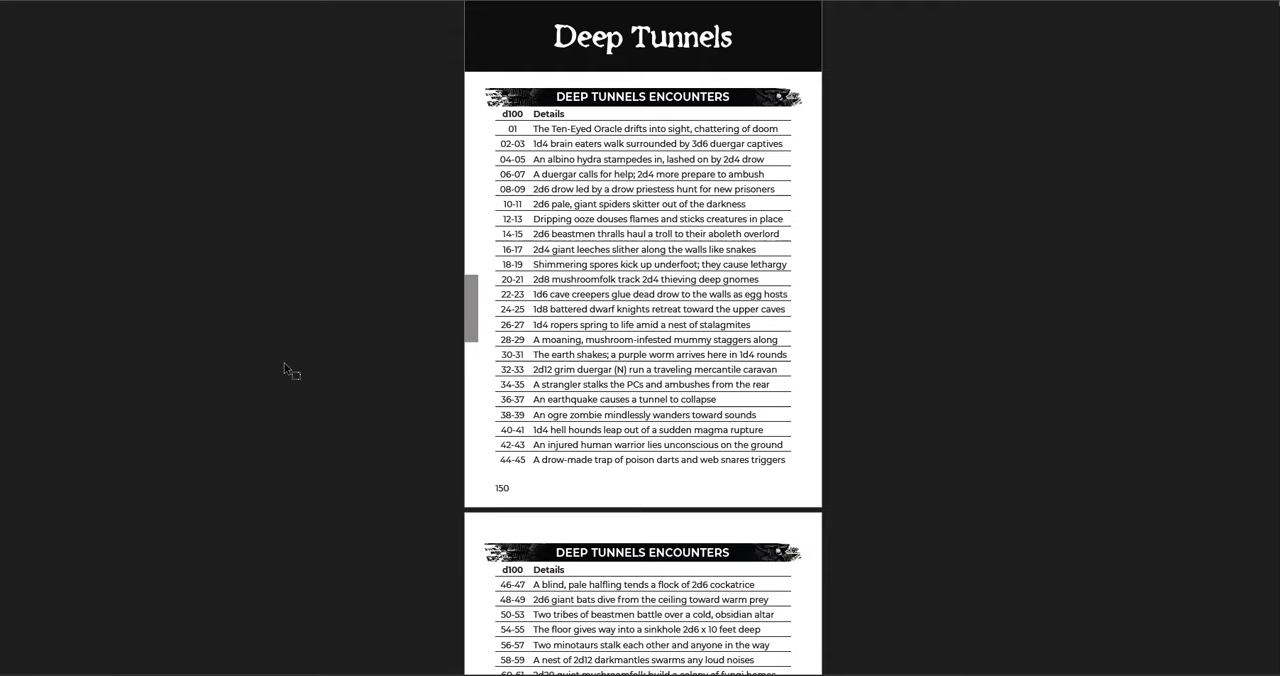 Deep Tunnels
DEEP TUNNELS ENCOUNTERS
d100 Details
01 The Ten-Eyed Oracle drifts into sight, chattering of doom
02-03 1d4 brain eaters walk surrounded by 3d6 duergar captives
04-05 An albino hydra stampedes in, lashed on by 2d4 drow
06-07 A duergar calls for help; 2d4 more prepare to ambush
08-09 2d6 drow led by a drow priestess hunt for new prisoners
10-11 2d6 pale, giant spiders skitter out of the darkness
12-13 Dripping ooze douses flames and sticks creatures in place
14-15 2d6 beastmen thralls haul a troll to their aboleth overlord
16-17 2d4 giant leeches slither along the walls like snakes
18-19 Shimmering spores kick up underfoot; they cause lethargy
20-21 2d8 mushroomfolk track 2d4 thieving deep gnomes
22-23 1d6 cave creepers glue dead drow to the walls as egg hosts
24-25 1d8 battered dwarf knights retreat toward the upper caves
26-27 1d4 ropers spring to life amid a nest of stalagmites
28-29 A moaning, mushroom-infested mummy staggers along
30-31 The earth shakes; a purple worm arrives here in 1d4 rounds
32-33 2d12 grim duergar (N) run a traveling mercantile caravan
34-35 A strangler stalks the PCs and ambushes from the rear
36-37 An earthquake causes a tunnel to collapse
38-39 An ogre zombie mindlessly wanders toward sounds
40-41 1d4 hell hounds leap out of a sudden magma rupture
42-43 An injured human warrior lies unconscious on the ground
44-45 A drow-made trap of poison darts and web snares triggers
150
DEEP TUNNELS ENCOUNTERS
d100 Details
46-47 A blind, pale halfling tends a flock of 2d6 cockatrice
48-49 2d6 giant bats dive from the ceiling toward warm prey
50-53 Two tribes of beastmen battle over a cold, obsidian altar
54-55 The floor gives way into a sinkhole 2d6 x 10 feet deep
56-57 Two minotaurs stalk each other and anyone in the way
58-59 A nest of 2d12 darkmantles swarms any loud noises
60-61 2d20 quiet mushroomfolk build a colony of fungi homes